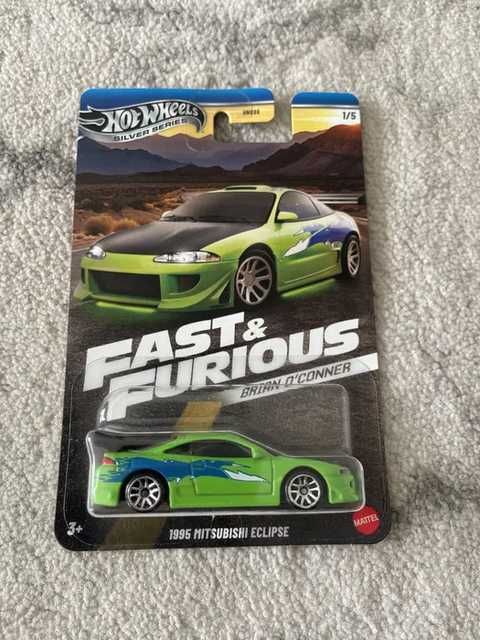 HOT WHEELS
SILVER SERIES
1/5
FAST &
FURIOUS
BRIAN O'CONNER
3+
1995 MITSUBISHI ECLIPSE
MATTEL